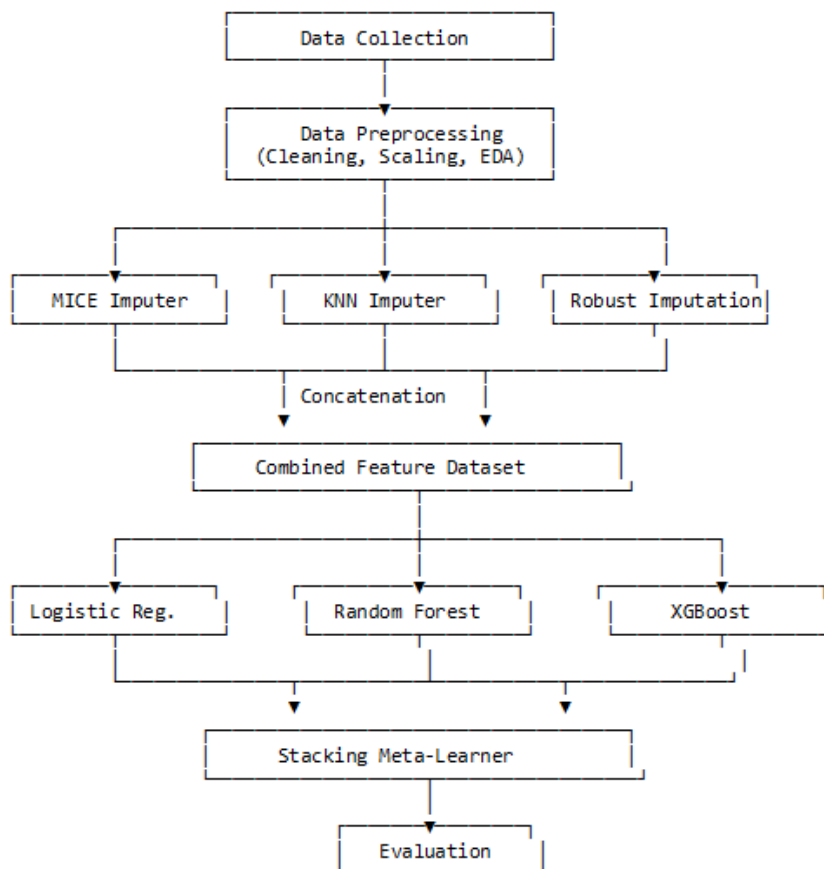 Data Collection
Data Preprocessing
(Cleaning, Scaling, EDA)
MICE Imputer
KNN Imputer
Robust Imputation
Concatenation
Combined Feature Dataset
Logistic Reg.
Random Forest
XGBoost
Stacking Meta-Learner
Evaluation